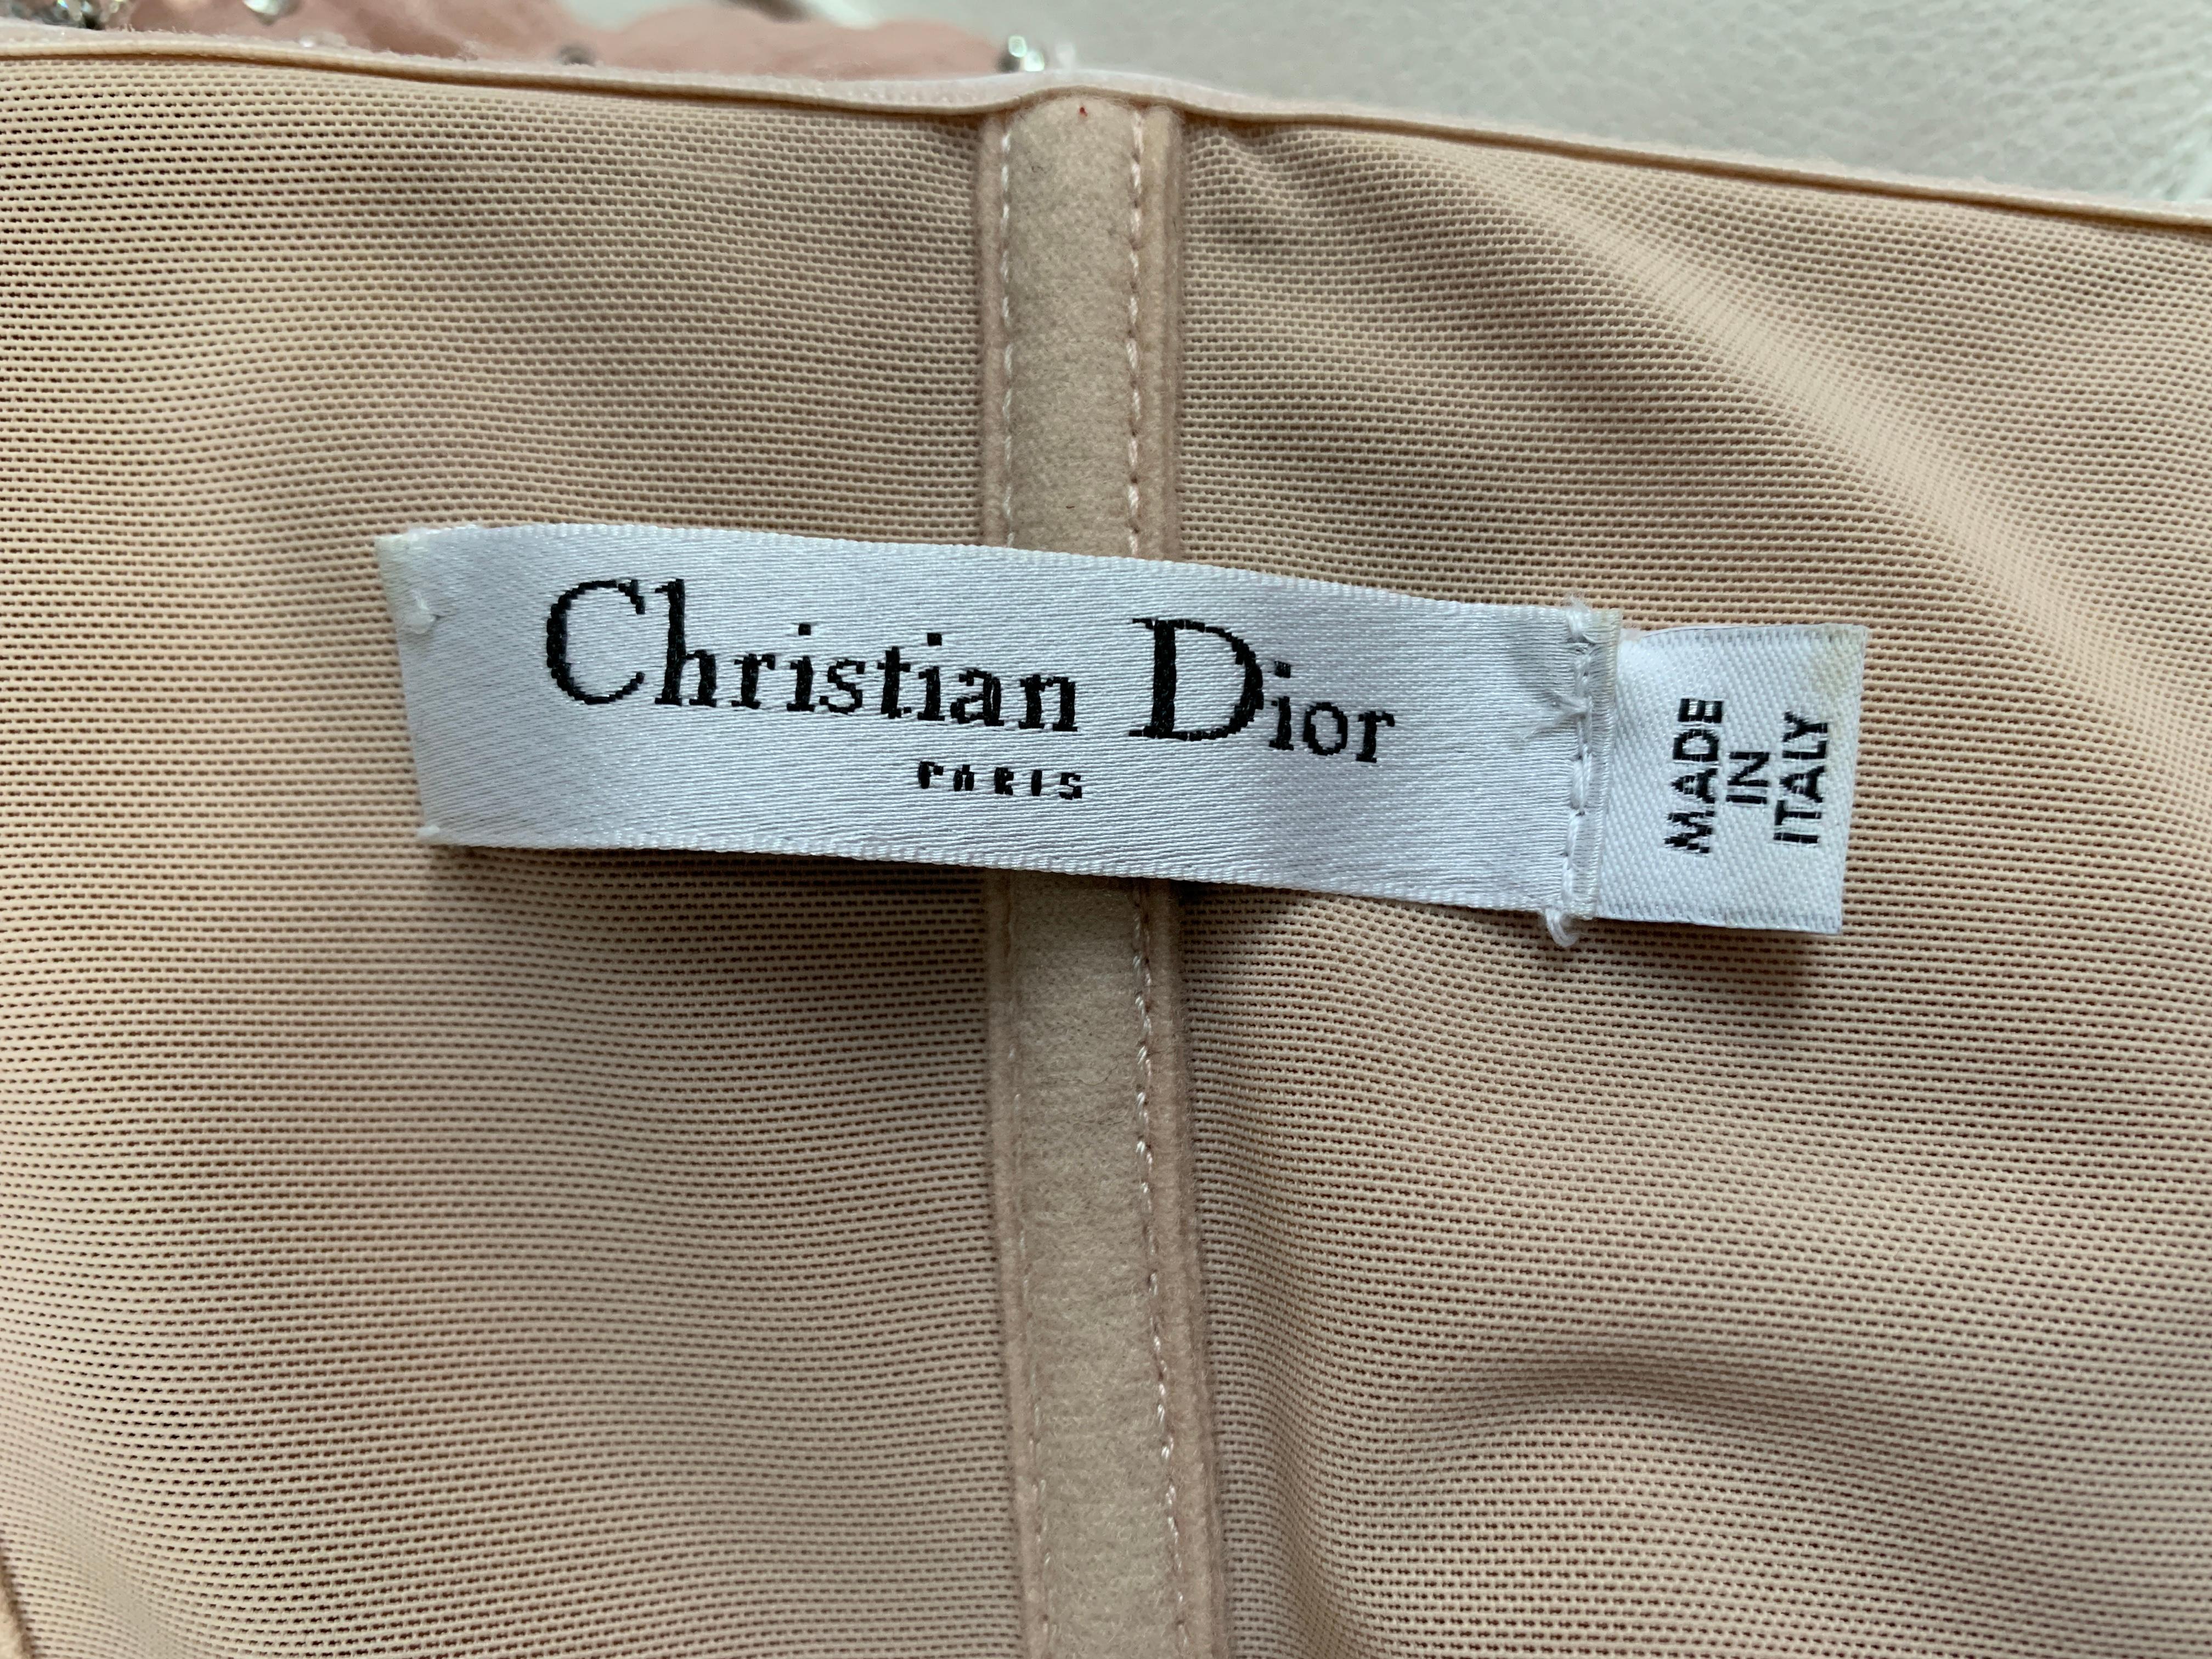 Christian Dior
PARIS
MADE
IN
ITALY